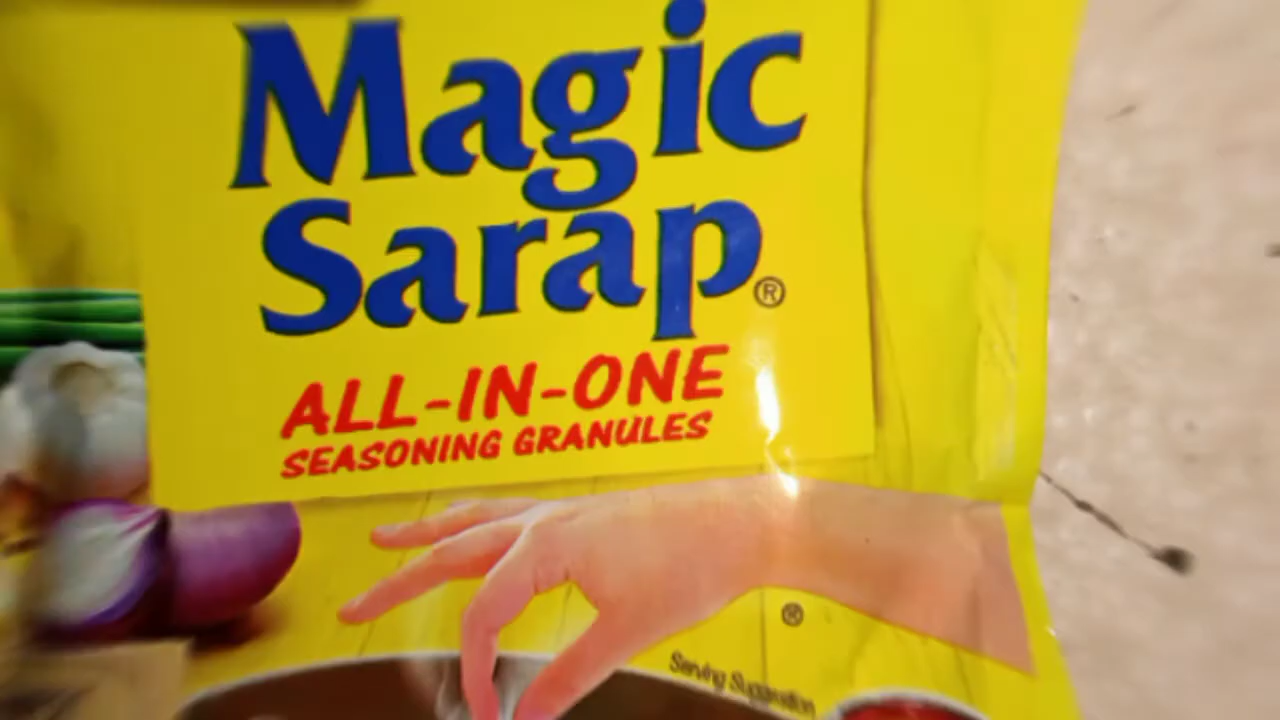 Magic
Sarap®
ALL-IN-ONE
SEASONING GRANULES
®
Serving Suggestion